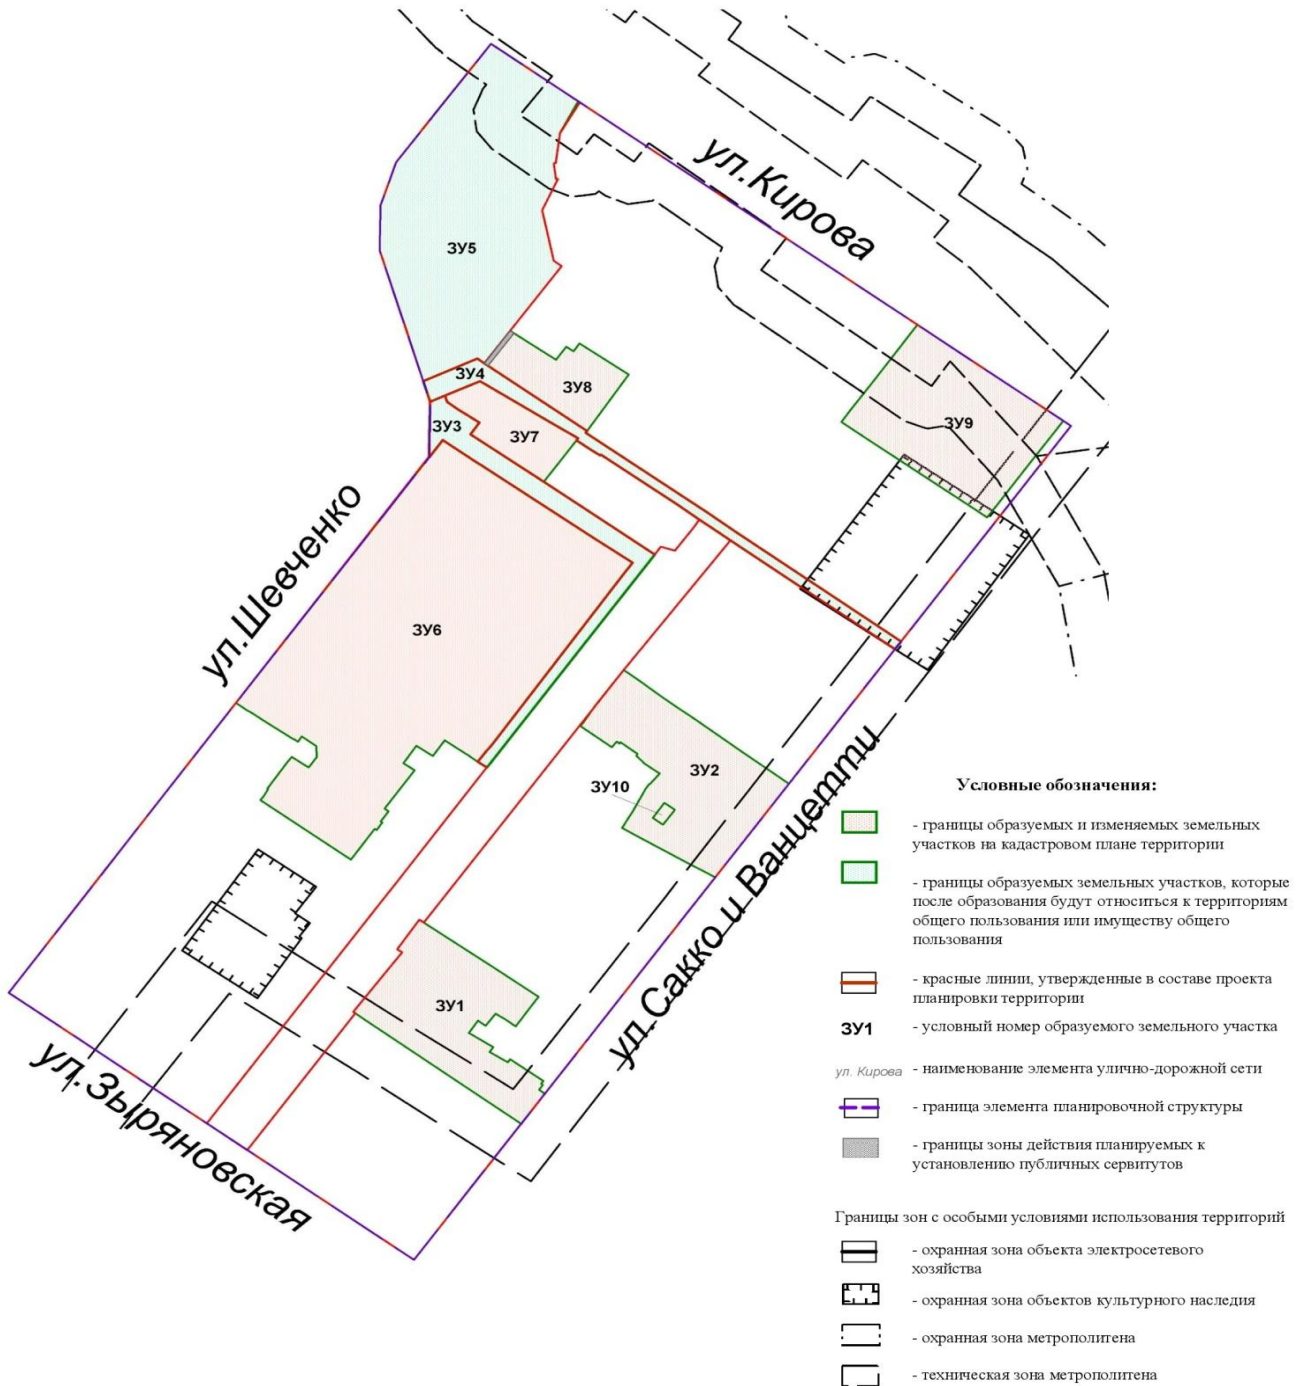 ул.Кирова
ЗУ5
ЗУ4
ЗУ8
ЗУ3
ЗУ7
ЗУ9
ул.Шевченко
ЗУ6
ЗУ2
ЗУ10
ул.Сакко и Ванцетти
ЗУ1
ул.Зыряновская
Условные обозначения:
- границы образуемых и изменяемых земельных
участков на кадастровом плане территории
- границы образуемых земельных участков, которые
после образования будут относиться к территориям
общего пользования или имуществу общего
пользования
- красные линии, утвержденные в составе проекта
планировки территории
ЗУ1 - условный номер образуемого земельного участка
ул. Кирова - наименование элемента улично-дорожной сети
- граница элемента планировочной структуры
- границы зоны действия планируемых к
установлению публичных сервитутов
Границы зон с особыми условиями использования территорий
- охранная зона объекта электросетевого
хозяйства
- охранная зона объектов культурного наследия
- охранная зона метрополитена
- техническая зона метрополитена